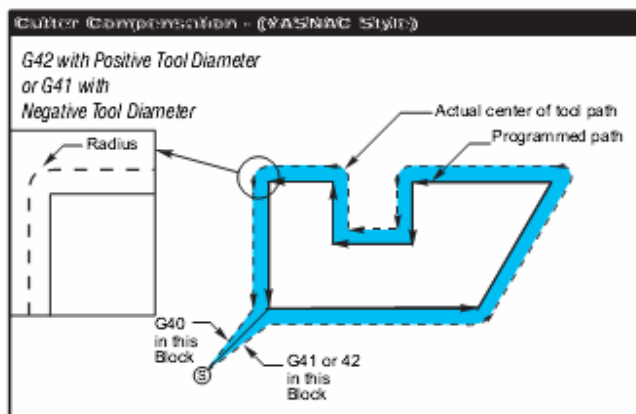 Cutter Compensation - (YASNAC Style)
G42 with Positive Tool Diameter
or G41 with
Negative Tool Diameter
Radius
Actual center of tool path
Programmed path
G40
in this
Block
G41 or 42
in this
Block
S